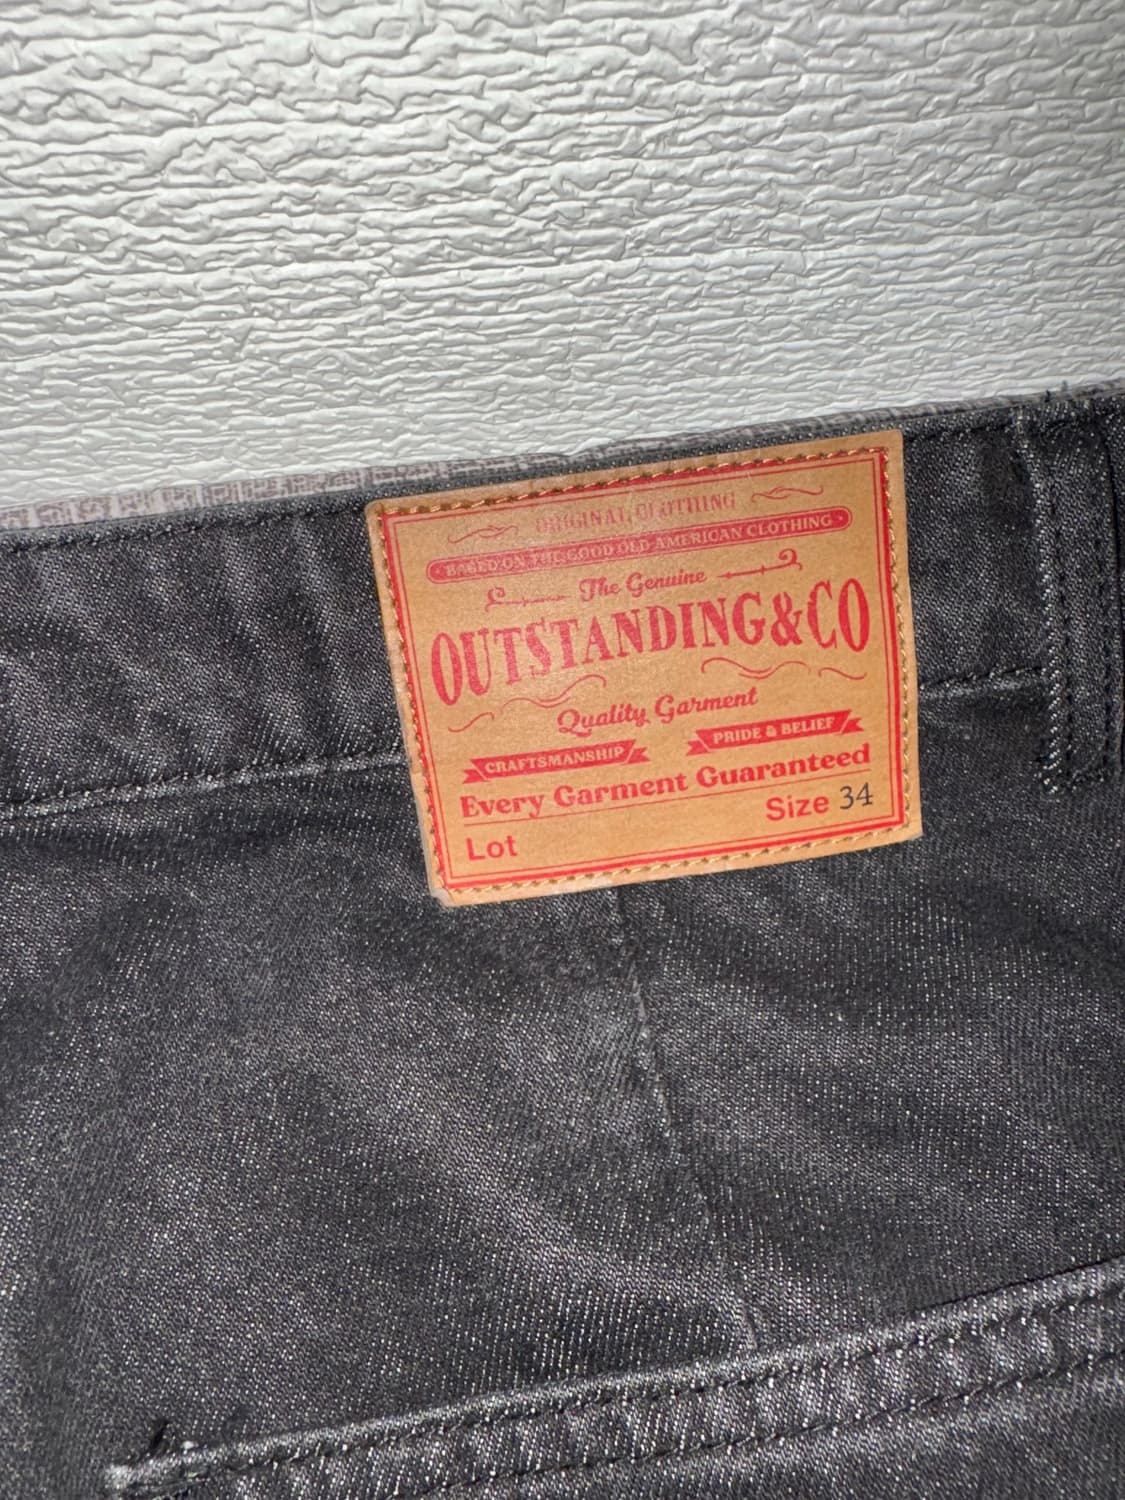 ORIGINAL CLOTHING
BASED ON THE GOOD OLD AMERICAN CLOTHING
The Genuine
OUTSTANDING&CO
Quality Garment
CRAFTSMANSHIP PRIDE & BELIEF
Every Garment Guaranteed
Lot Size 34